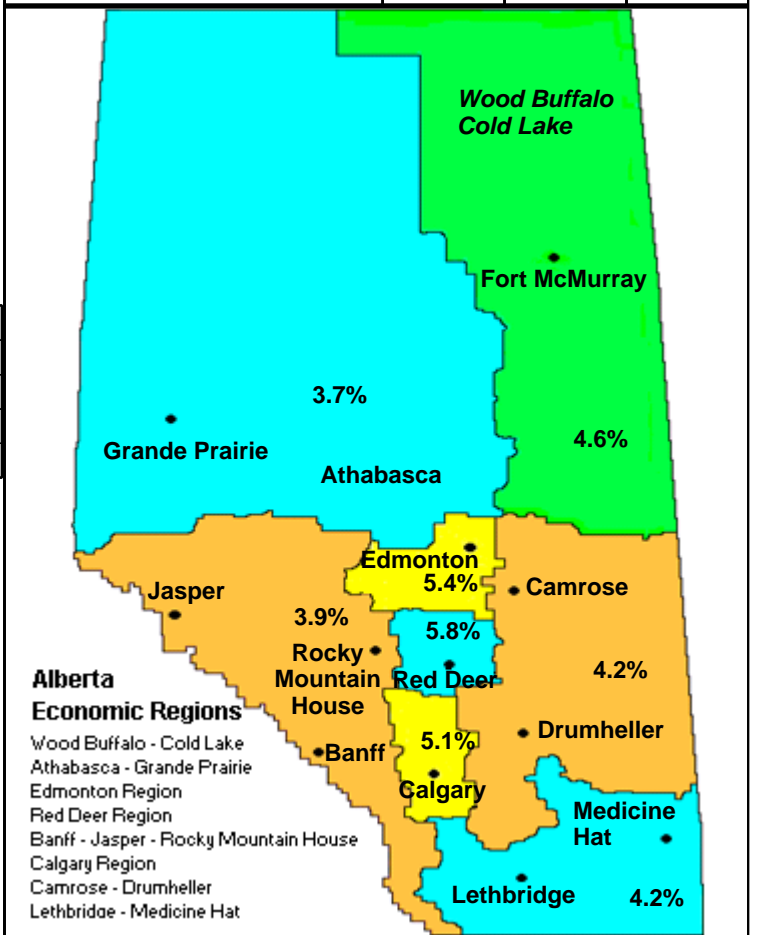 Wood Buffalo
Cold Lake
Fort McMurray
3.7%
4.6%
Grande Prairie
Athabasca
Edmonton
5.4%
Camrose
Jasper
3.9%
5.8%
Rocky
Mountain
House
Red Deer
4.2%
Alberta
Economic Regions
Wood Buffalo - Cold Lake
Athabasca - Grande Prairie
Edmonton Region
Red Deer Region
Banff - Jasper - Rocky Mountain House
Calgary Region
Camrose - Drumheller
Lethbridge - Medicine Hat
Banff
5.1%
Calgary
Drumheller
Medicine
Hat
Lethbridge
4.2%